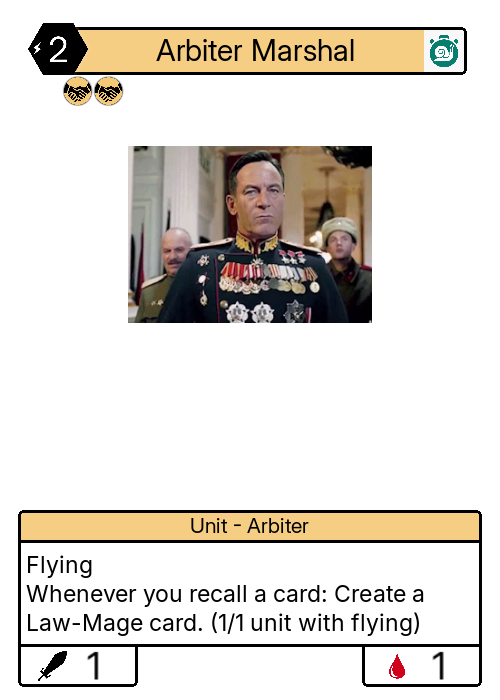 2
Arbiter Marshal
Unit - Arbiter
Flying
Whenever you recall a card: Create a
Law-Mage card. (1/1 unit with flying)
1
1